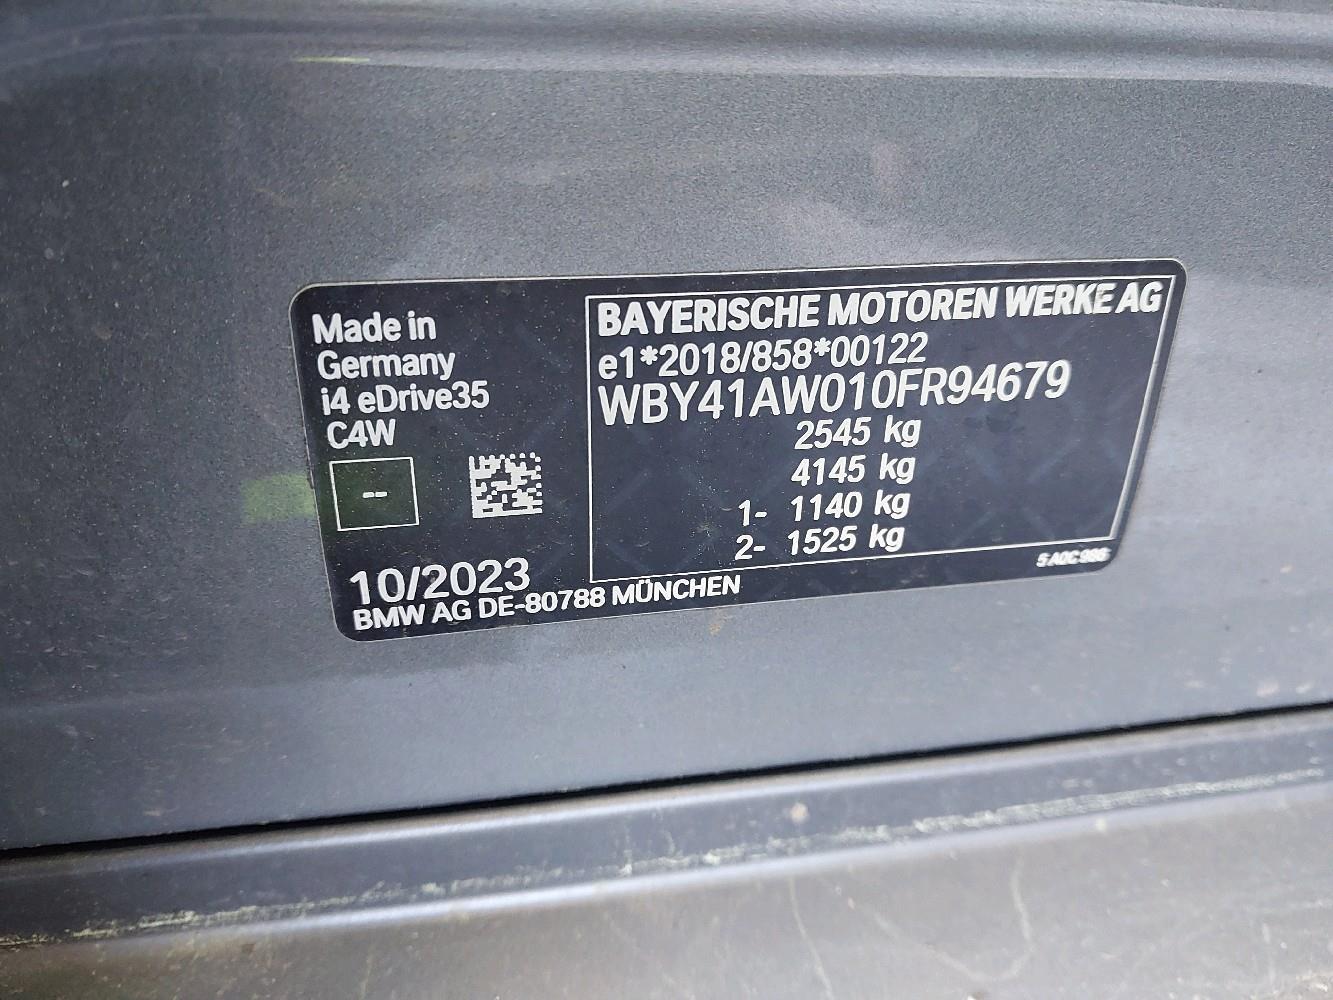 Made in
Germany
i4 eDrive35
C4W
--
10/2023
BMW AG DE-80788 MÜNCHEN
BAYERISCHE MOTOREN WERKE AG
e1*2018/858*00122
WBY41AW010FR94679
2545 kg
4145 kg
1- 1140 kg
2- 1525 kg